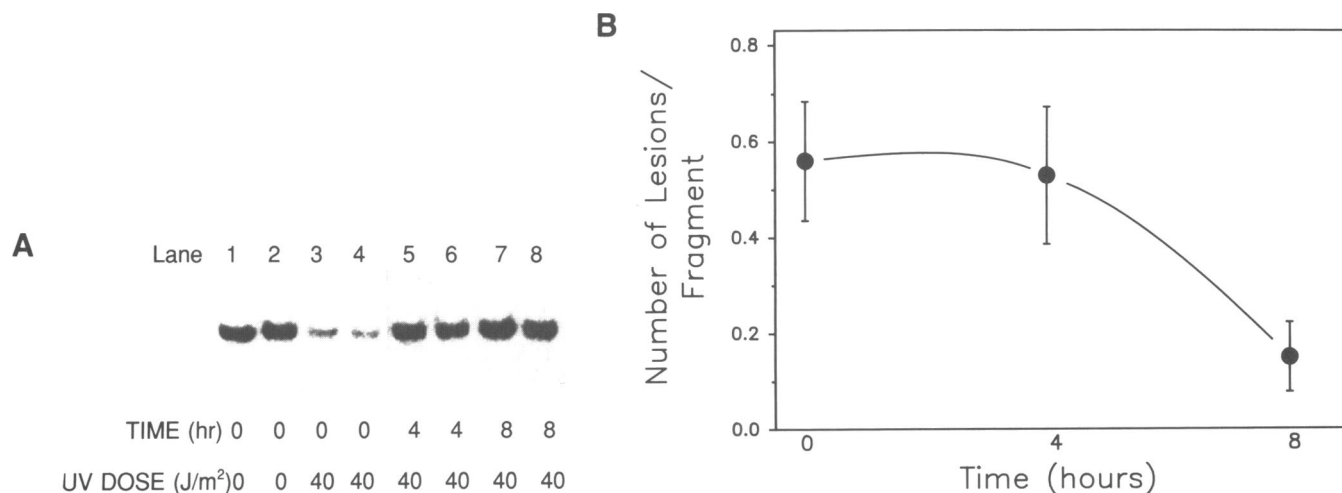 A
Lane 1 2 3 4 5 6 7 8
TIME (hr) 0 0 0 0 4 4 8 8
UV DOSE (J/m²) 0 0 40 40 40 40 40 40
B
Number of Lesions/
Fragment
0.8
0.6
0.4
0.2
0.0
0 4 8
Time (hours)